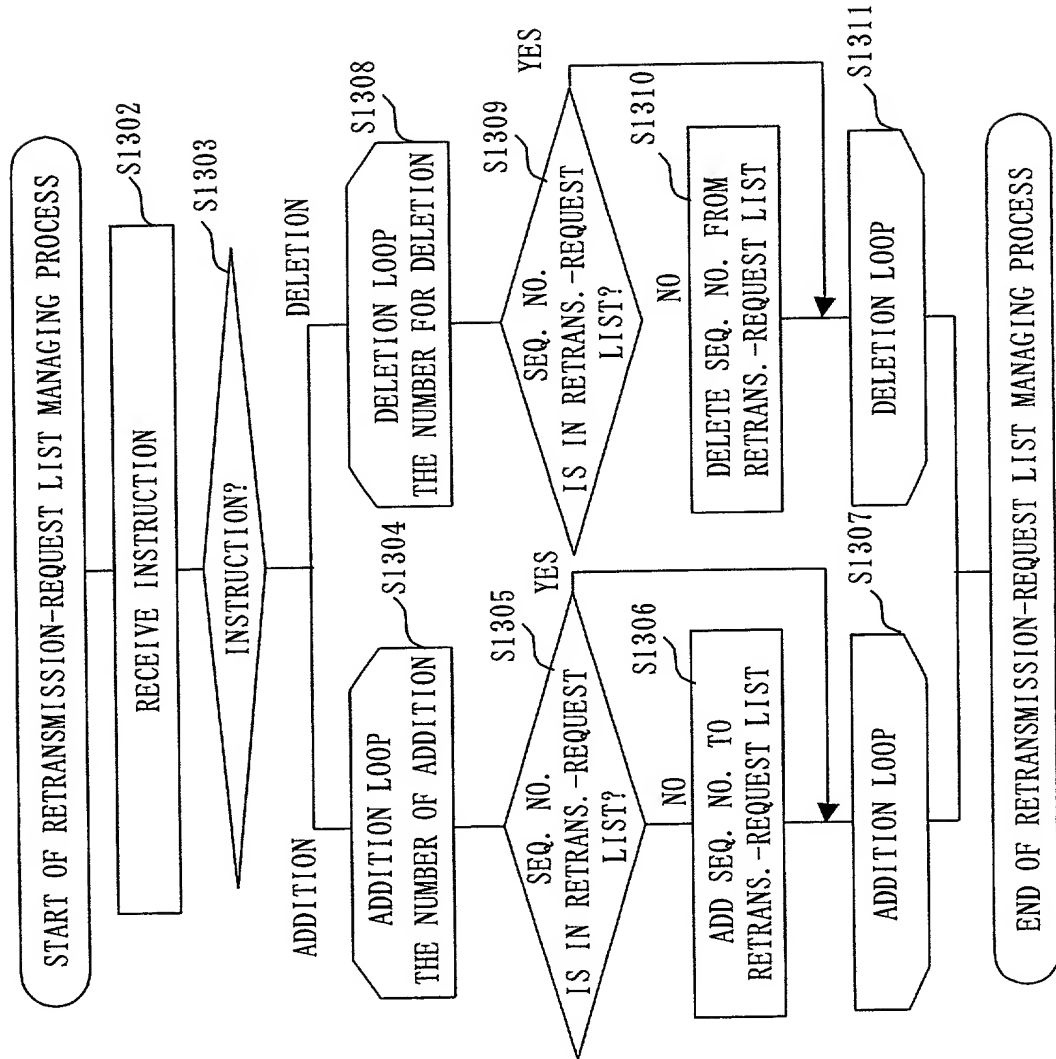 START OF RETRANSMISSION-REQUEST LIST MANAGING PROCESS
S1302
RECEIVE INSTRUCTION
S1303
INSTRUCTION?
ADDITION
DELETION
S1304
ADDITION LOOP
THE NUMBER OF ADDITION
S1305
SEQ. NO.
IS IN RETRANS.-REQUEST
LIST?
YES
NO
S1306
ADD SEQ. NO. TO
RETRANS.-REQUEST LIST
S1307
ADDITION LOOP
S1308
DELETION LOOP
THE NUMBER FOR DELETION
S1309
SEQ. NO.
IS IN RETRANS.-REQUEST
LIST?
YES
NO
S1310
DELETE SEQ. NO. FROM
RETRANS.-REQUEST LIST
S1311
DELETION LOOP
END OF RETRANSMISSION-REQUEST LIST MANAGING PROCESS